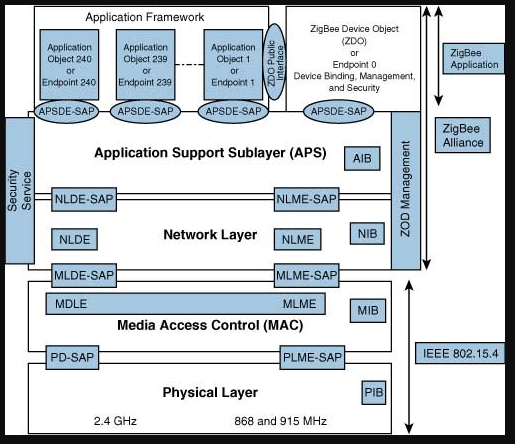 Application Framework
Application
Object 240
or
Endpoint 240
Application
Object 239
or
Endpoint 239
Application
Object 1
or
Endpoint 1
ZDO Public
Interface
ZigBee Device Object
(ZDO)
or
Endpoint 0
Device Binding, Management,
and Security
ZigBee
Application
APSDE-SAP
APSDE-SAP
APSDE-SAP
APSDE-SAP
ZigBee
Alliance
Security
Service
Application Support Sublayer (APS)
AIB
ZOD Management
NLDE-SAP
NLME-SAP
NLDE
Network Layer
NLME
NIB
MLDE-SAP
MLME-SAP
MDLE
MLME
MIB
Media Access Control (MAC)
PD-SAP
PLME-SAP
IEEE 802.15.4
Physical Layer
PIB
2.4 GHz
868 and 915 MHz